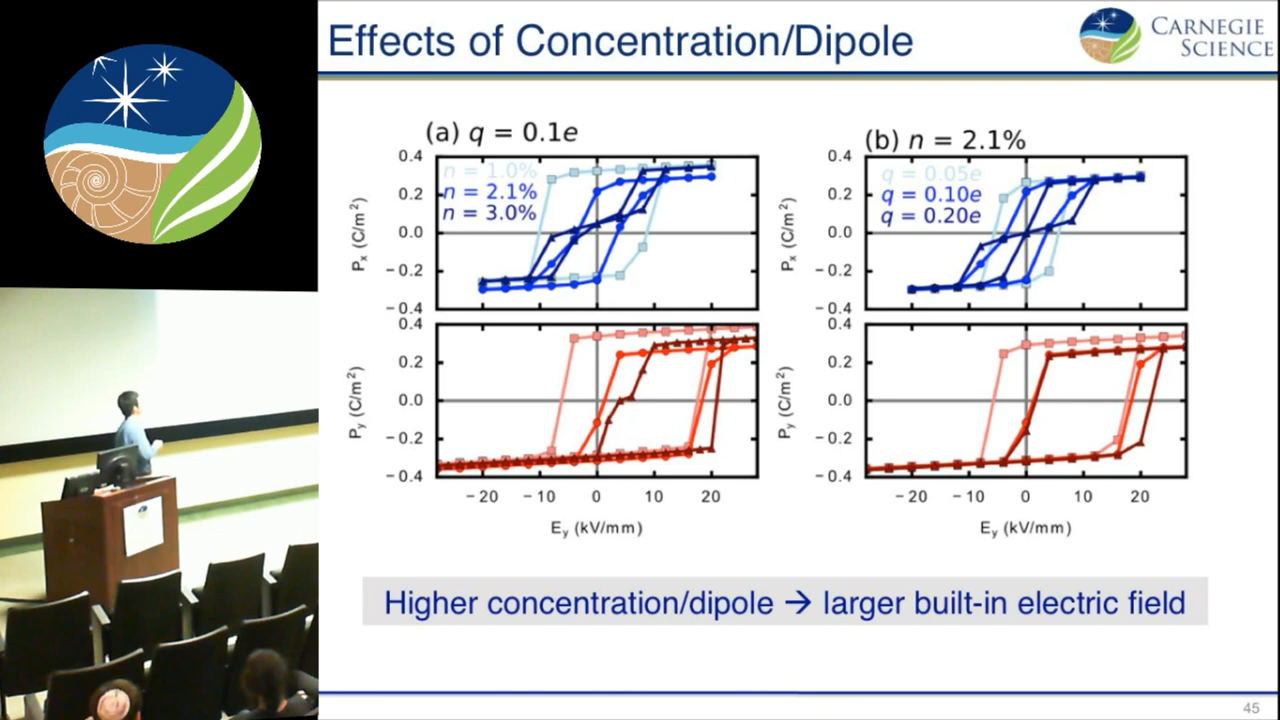 Effects of Concentration/Dipole
CARNEGIE
SCIENCE
(a) q = 0.1e
(b) n = 2.1%
0.4
0.2
0.0
−0.2
−0.4
Px (C/m²)
n = 1.0%
n = 2.1%
n = 3.0%
0.4
0.2
0.0
−0.2
−0.4
Px (C/m²)
q = 0.05e
q = 0.10e
q = 0.20e
0.4
0.2
0.0
−0.2
−0.4
Py (C/m²)
−20 −10 0 10 20
Ey (kV/mm)
0.4
0.2
0.0
−0.2
−0.4
Py (C/m²)
−20 −10 0 10 20
Ey (kV/mm)
Higher concentration/dipole → larger built-in electric field
45